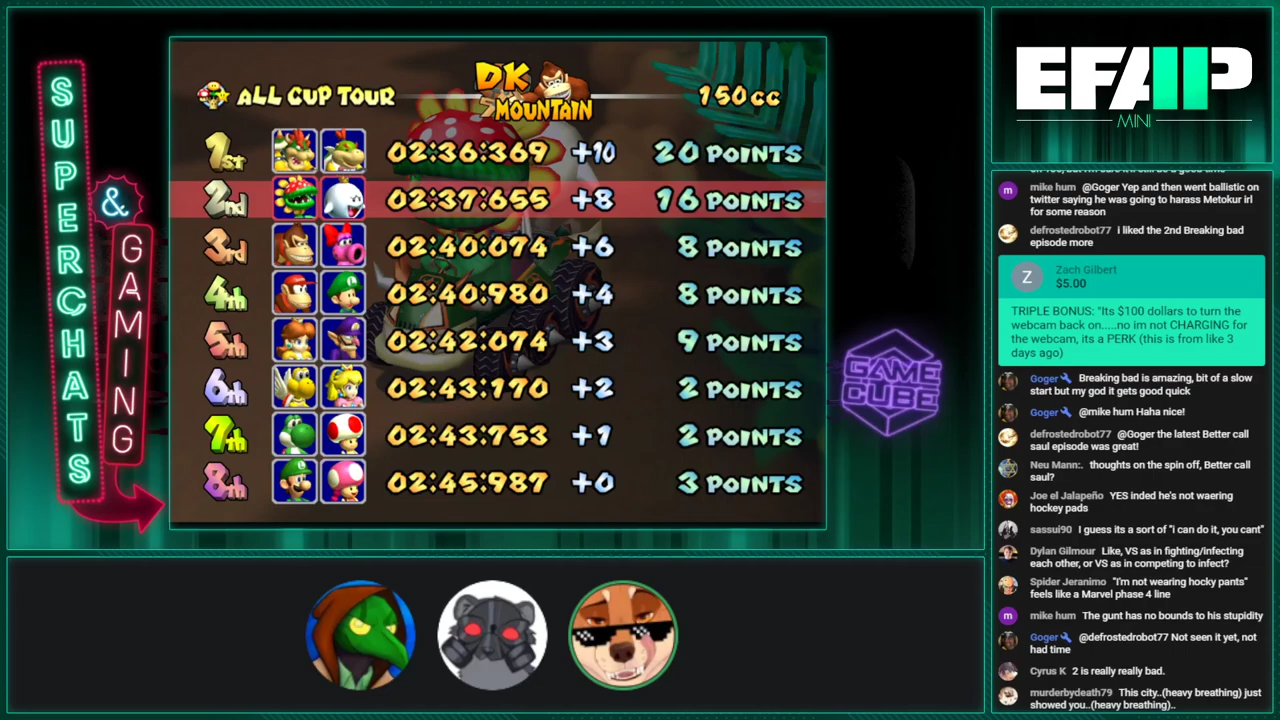 SUPERCHATS
&
GAMING
ALL CUP TOUR
DK
MOUNTAIN
150cc
1st 02:36:369 +10 20 POINTS
2nd 02:37:655 +8 16 POINTS
3rd 02:40:074 +6 8 POINTS
4th 02:40:980 +4 8 POINTS
5th 02:42:074 +3 9 POINTS
6th 02:43:170 +2 2 POINTS
7th 02:43:753 +1 2 POINTS
8th 02:45:987 +0 3 POINTS
GAME
CUBE
EFAP
MINI
m
mike hum @Goger Yep and then went ballistic on
twitter saying he was going to harass Metokur irl
for some reason
defrostedrobot77 i liked the 2nd Breaking bad
episode more
Z
Zach Gilbert
$5.00
TRIPLE BONUS: "Its $100 dollars to turn the
webcam back on.....no im not CHARGING for
the webcam, its a PERK (this is from like 3
days ago)
Goger Breaking bad is amazing, bit of a slow
start but my god it gets good quick
Goger @mike hum Haha nice!
defrostedrobot77 @Goger the latest Better call
saul episode was great!
Neu Mann:. thoughts on the spin off, Better call
saul?
Joe el Jalapeño YES inded he's not waering
hockey pads
sassui90 I guess its a sort of "i can do it, you cant"
Dylan Gilmour Like, VS as in fighting/infecting
each other, or VS as in competing to infect?
Spider Jeranimo "I'm not wearing hocky pants"
feels like a Marvel phase 4 line
m
mike hum The gunt has no bounds to his stupidity
Goger @defrostedrobot77 Not seen it yet, not
had time
Cyrus K 2 is really really bad.
murderbydeath79 This city..(heavy breathing) just
showed you..(heavy breathing)..